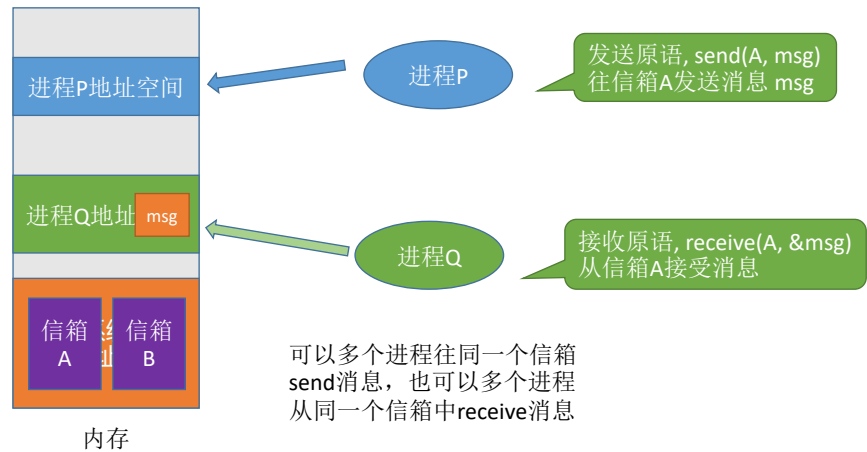 进程P地址空间
进程P
发送原语, send(A, msg)
往信箱A发送消息 msg
进程Q地址
msg
进程Q
接收原语, receive(A, &msg)
从信箱A接受消息
信箱
A
信箱
B
可以多个进程往同一个信箱
send消息，也可以多个进程
从同一个信箱中receive消息
内存